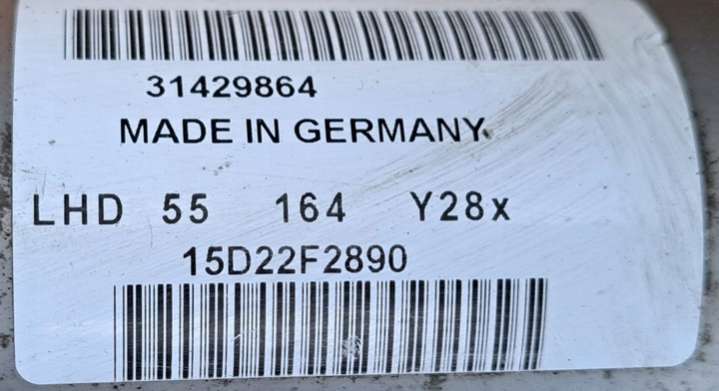 31429864
MADE IN GERMANY
LHD 55 164 Y28x
15D22F2890